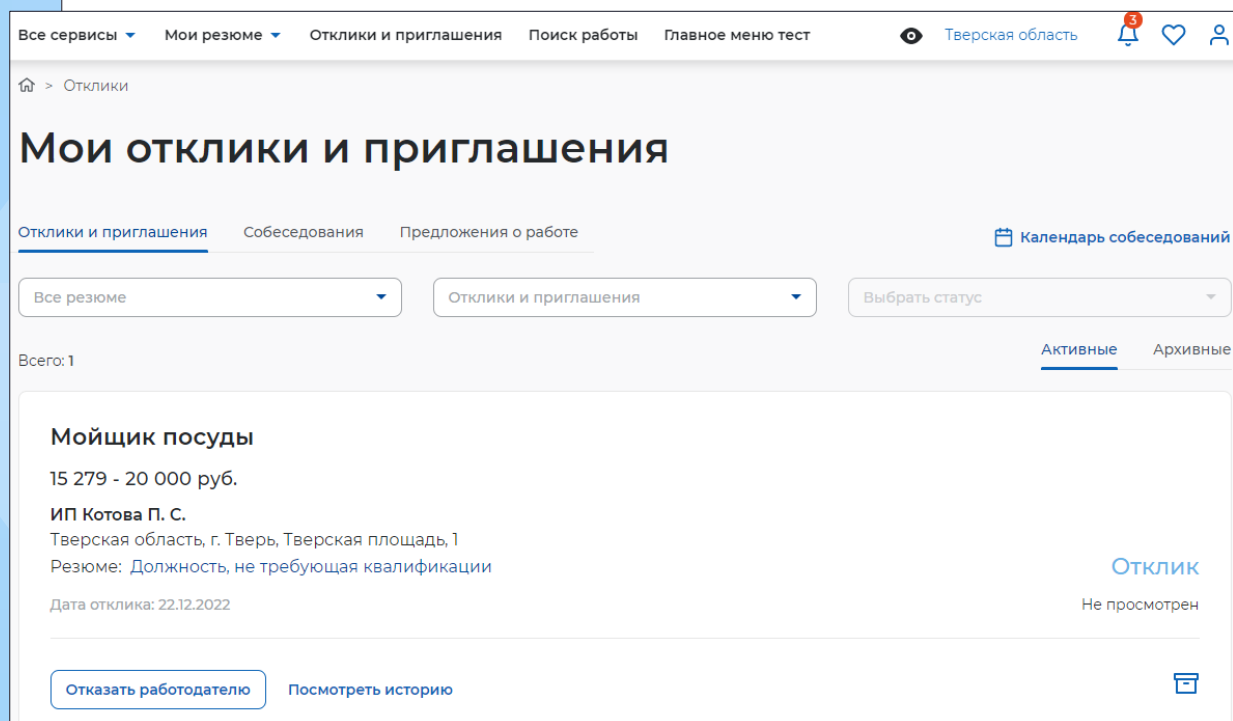 Все сервисы Мои резюме Отклики и приглашения Поиск работы Главное меню тест Тверская область 3
> Отклики
Мои отклики и приглашения
Отклики и приглашения Собеседования Предложения о работе Календарь собеседований
Все резюме Отклики и приглашения Выбрать статус
Всего: 1 Активные Архивные
Мойщик посуды
15 279 - 20 000 руб.
ИП Котова П. С.
Тверская область, г. Тверь, Тверская площадь, 1
Резюме: Должность, не требующая квалификации Отклик
Дата отклика: 22.12.2022 Не просмотрен
Отказать работодателю Посмотреть историю